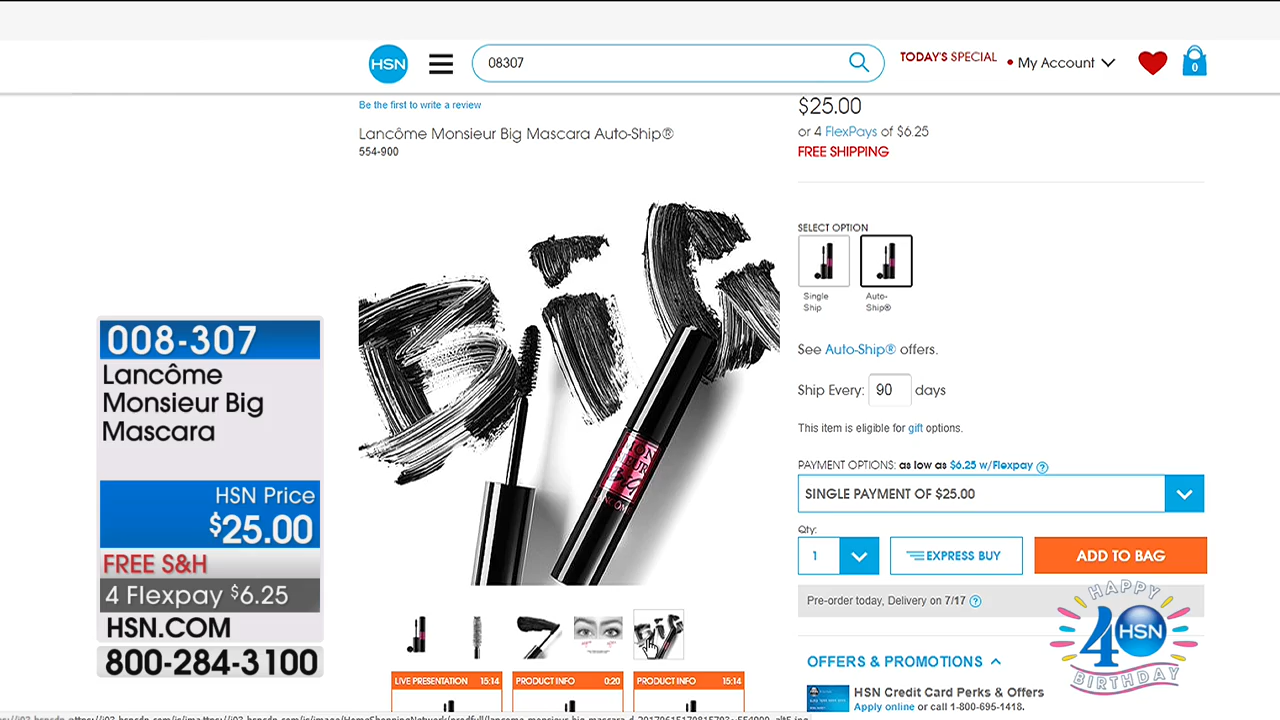 HSN
08307
TODAY'S SPECIAL
My Account
0
Be the first to write a review
Lancôme Monsieur Big Mascara Auto-Ship®
554-900
$25.00
or 4 FlexPays of $6.25
FREE SHIPPING
SELECT OPTION
Single
Ship
Auto-
Ship®
See Auto-Ship® offers.
Ship Every: 90 days
This item is eligible for gift options.
PAYMENT OPTIONS: as low as $6.25 w/Flexpay ?
SINGLE PAYMENT OF $25.00
Qty:
1
EXPRESS BUY
ADD TO BAG
Pre-order today, Delivery on 7/17 ?
OFFERS & PROMOTIONS
HSN Credit Card Perks & Offers
Apply online or call 1-800-695-1418.
BiG
MON
SIEUR
BIG
LANCÔME
LIVE PRESENTATION 15:14
PRODUCT INFO 0:20
PRODUCT INFO 15:14
008-307
Lancôme
Monsieur Big
Mascara
HSN Price
$25.00
FREE S&H
4 Flexpay $6.25
HSN.COM
800-284-3100
HAPPY
40
HSN
BIRTHDAY